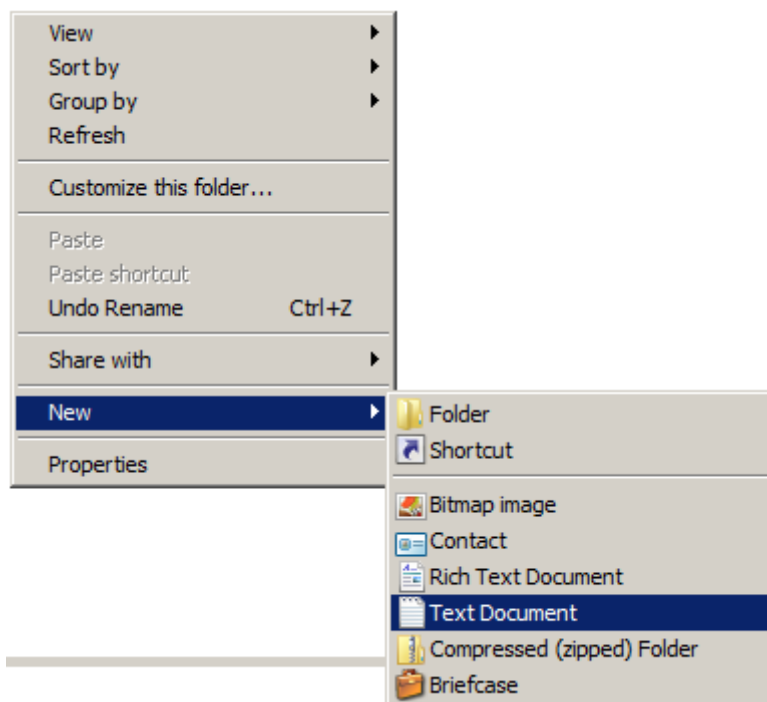 View
Sort by
Group by
Refresh
Customize this folder...
Paste
Paste shortcut
Undo Rename Ctrl+Z
Share with
New
Properties
Folder
Shortcut
Bitmap image
Contact
Rich Text Document
Text Document
Compressed (zipped) Folder
Briefcase